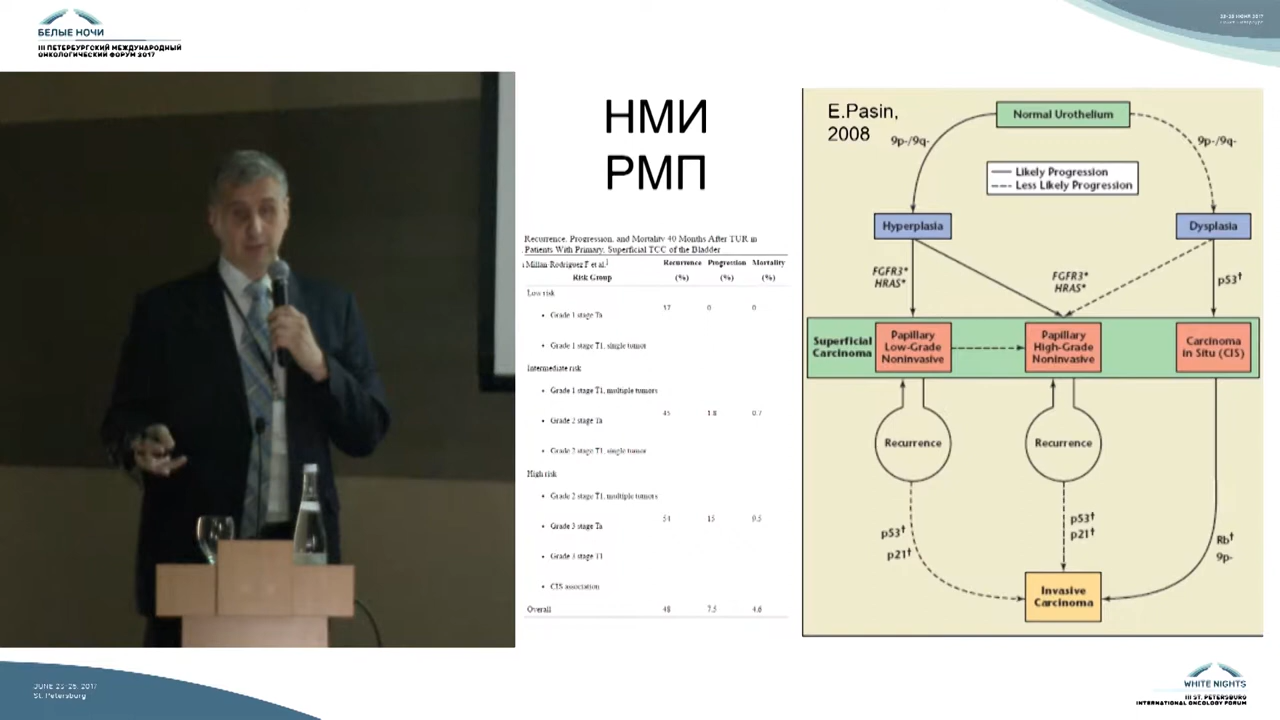 БЕЛЫЕ НОЧИ
III ПЕТЕРБУРГСКИЙ МЕЖДУНАРОДНЫЙ
ОНКОЛОГИЧЕСКИЙ ФОРУМ 2017
НМИ
РМП
Recurrence, Progression, and Mortality 40 Months After TUR in
Patients With Primary, Superficial TCC of the Bladder
Millan-Rodriguez F et al.
Recurrence Progression Mortality
Risk Group (%) (%) (%)
Low risk
37 0 0
• Grade 1 stage Ta
• Grade 1 stage T1, single tumor
Intermediate risk
• Grade 1 stage T1, multiple tumors
45 1.8 0.7
• Grade 2 stage Ta
• Grade 2 stage T1, single tumor
High risk
• Grade 2 stage T1, multiple tumors
54 15 9.5
• Grade 3 stage Ta
• Grade 3 stage T1
• CIS association
Overall 48 7.5 4.6
E.Pasin,
2008
Normal Urothelium
9p-/9q-
9p-/9q-
Likely Progression
Less Likely Progression
Hyperplasia
Dysplasia
FGFR3*
HRAS*
FGFR3*
HRAS*
p53†
Superficial
Carcinoma
Papillary
Low-Grade
Noninvasive
Papillary
High-Grade
Noninvasive
Carcinoma
in Situ (CIS)
Recurrence
Recurrence
p53†
p21†
p53†
p21†
Rb†
9p-
Invasive
Carcinoma
JUNE 23-25, 2017
St. Petersburg
WHITE NIGHTS
III ST. PETERSBURG
INTERNATIONAL ONCOLOGY FORUM